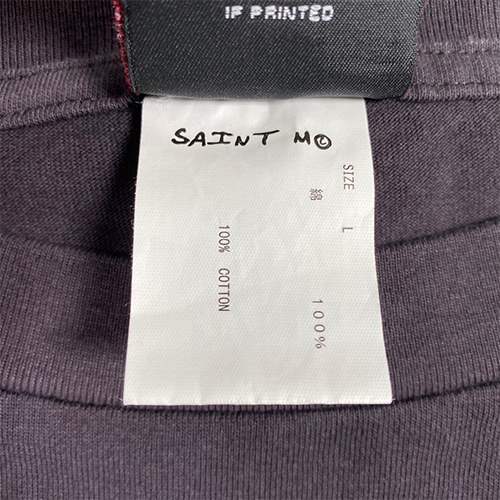 IF PRINTED
SAINT M©
SIZE L
綿 100%
100% COTTON